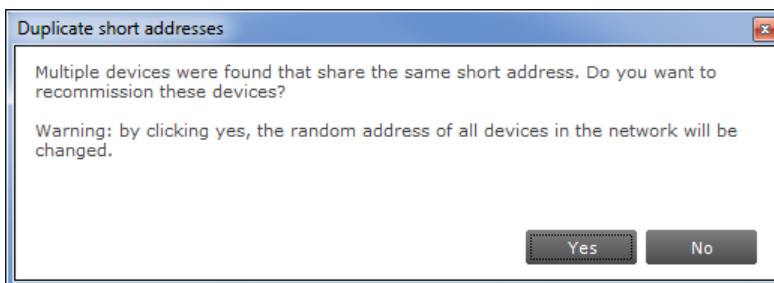 Duplicate short addresses
Multiple devices were found that share the same short address. Do you want to
recommission these devices?
Warning: by clicking yes, the random address of all devices in the network will be
changed.
Yes
No